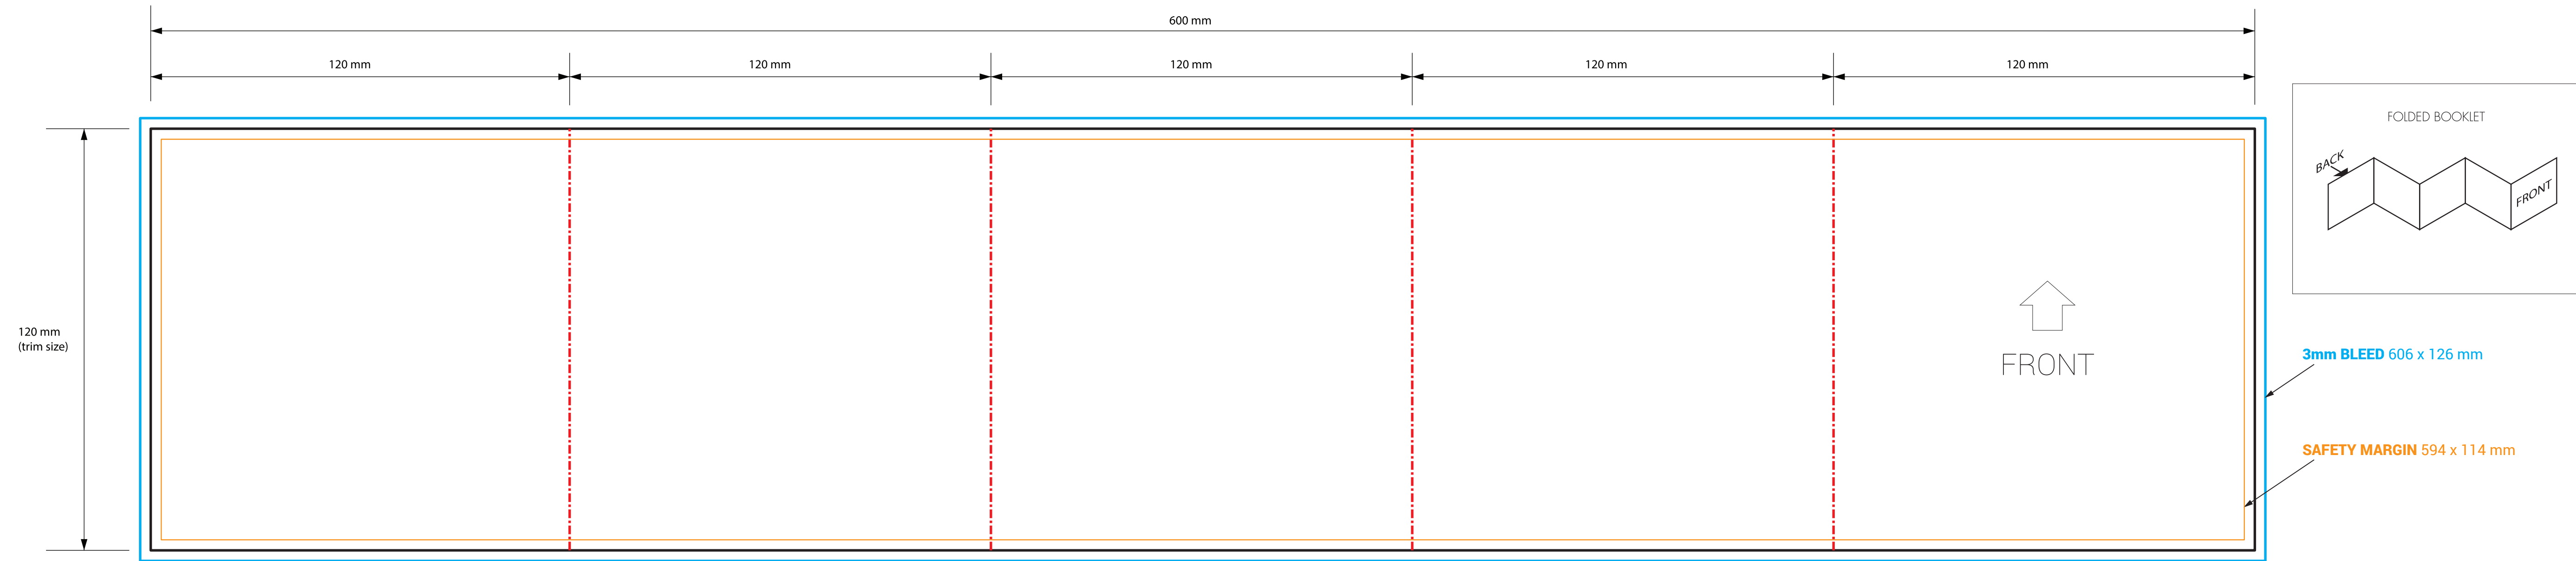 600 mm
120 mm
120 mm
120 mm
120 mm
120 mm
FOLDED BOOKLET
BACK
FRONT
120 mm
(trim size)
FRONT
3mm BLEED 606 x 126 mm
SAFETY MARGIN 594 x 114 mm